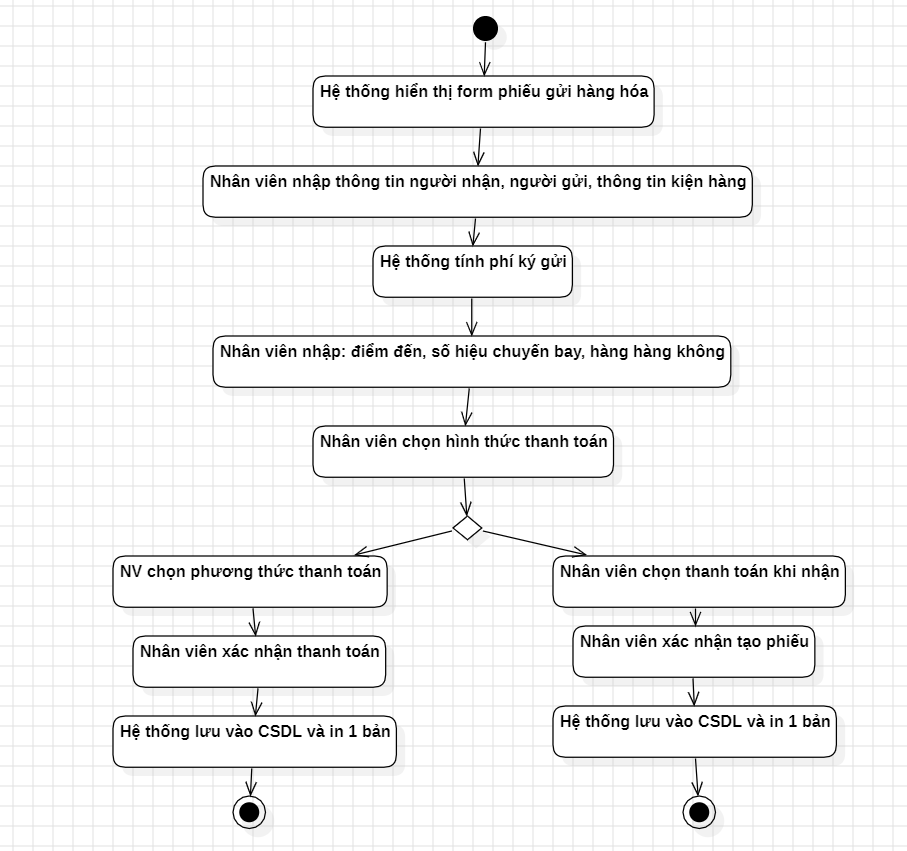 Hệ thống hiển thị form phiếu gửi hàng hóa
Nhân viên nhập thông tin người nhận, người gửi, thông tin kiện hàng
Hệ thống tính phí ký gửi
Nhân viên nhập: điểm đến, số hiệu chuyến bay, hàng hàng không
Nhân viên chọn hình thức thanh toán
NV chọn phương thức thanh toán
Nhân viên chọn thanh toán khi nhận
Nhân viên xác nhận thanh toán
Nhân viên xác nhận tạo phiếu
Hệ thống lưu vào CSDL và in 1 bản
Hệ thống lưu vào CSDL và in 1 bản